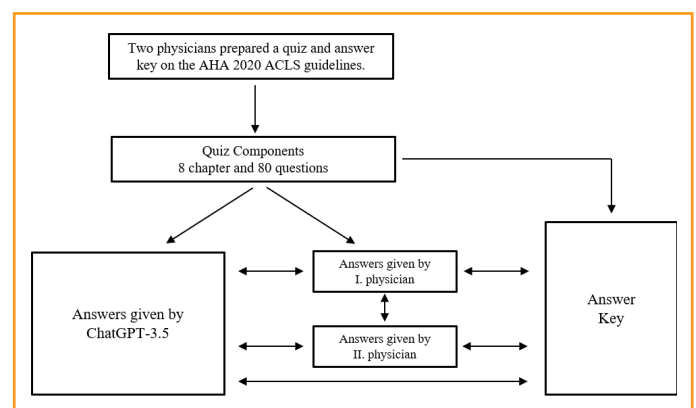 Two physicians prepared a quiz and answer
key on the AHA 2020 ACLS guidelines.
Quiz Components
8 chapter and 80 questions
Answers given by
ChatGPT-3.5
Answers given by
I. physician
Answers given by
II. physician
Answer
Key